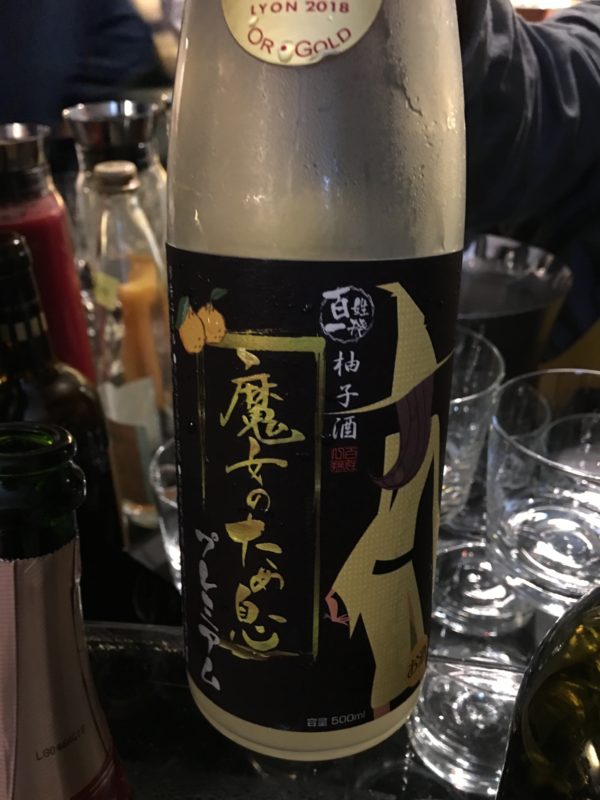 LYON 2018
OR • GOLD
百姓一発
柚子酒
魔女のため息
プレミアム
容量 500ml